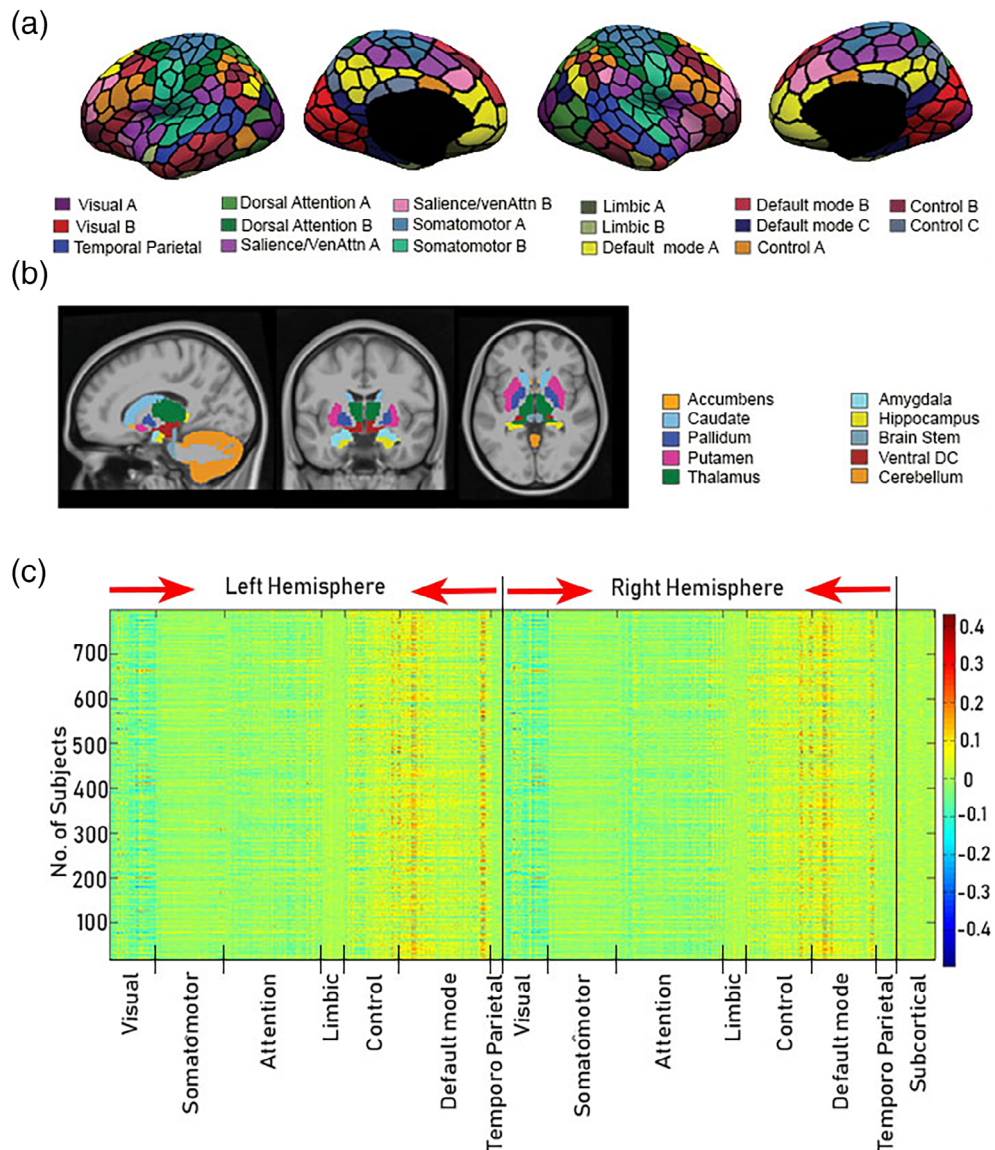 (a)
Visual A
Visual B
Temporal Parietal
Dorsal Attention A
Dorsal Attention B
Salience/VenAttn A
Salience/venAttn B
Somatomotor A
Somatomotor B
Limbic A
Limbic B
Default mode A
Default mode B
Default mode C
Control A
Control B
Control C
(b)
Accumbens
Caudate
Pallidum
Putamen
Thalamus
Amygdala
Hippocampus
Brain Stem
Ventral DC
Cerebellum
(c)
Left Hemisphere
Right Hemisphere
No. of Subjects
700
600
500
400
300
200
100
0.4
0.3
0.2
0.1
0
-0.1
-0.2
-0.3
-0.4
Visual
Somatomotor
Attention
Limbic
Control
Default mode
Temporo Parietal
Visual
Somatomotor
Attention
Limbic
Control
Default mode
Temporo Parietal
Subcortical